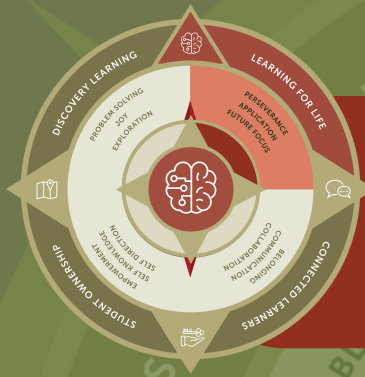 DISCOVERY LEARNING
LEARNING FOR LIFE
PROBLEM SOLVING
JOY
EXPLORATION
PERSEVERANCE
APPLICATION
FUTURE FOCUS
EMPOWERMENT
SELF KNOWLEDGE
SELF DIRECTION
BELONGING
COMMUNICATION
COLLABORATION
STUDENT OWNERSHIP
CONNECTED LEARNERS